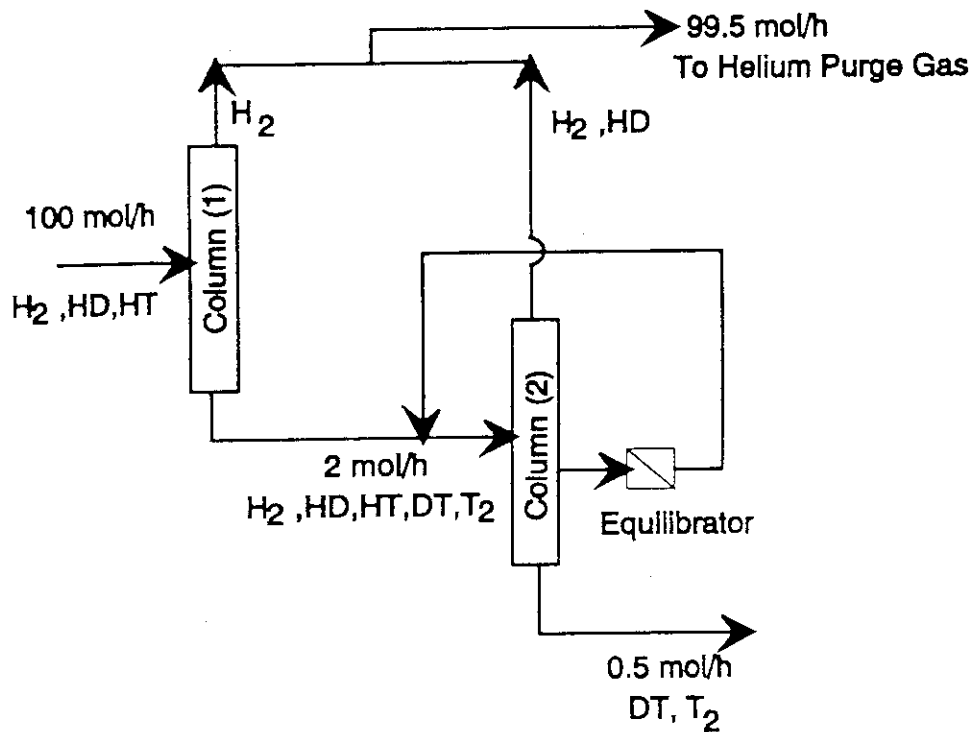 99.5 mol/h
To Helium Purge Gas
H2
H2 ,HD
100 mol/h
Column (1)
H2 ,HD,HT
Column (2)
2 mol/h
H2 ,HD,HT,DT,T2
Equilibrator
0.5 mol/h
DT, T2